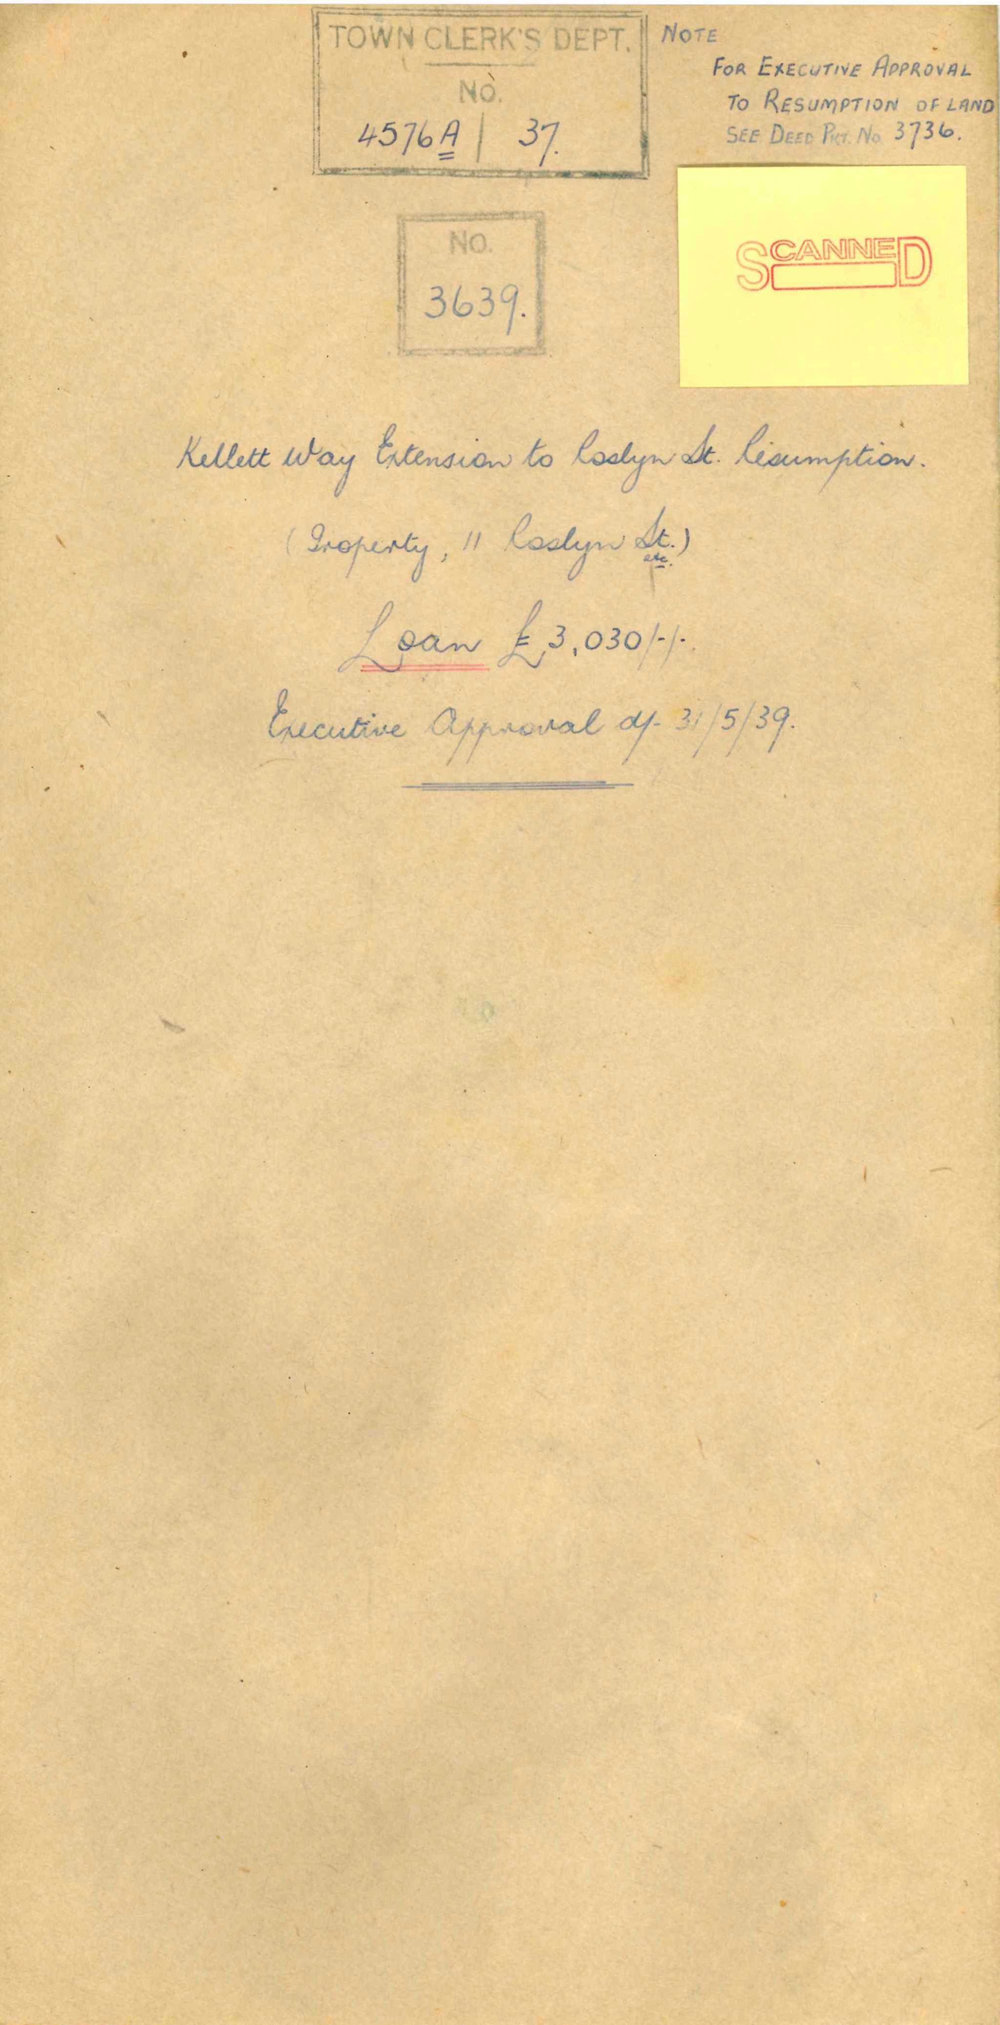 TOWN CLERK'S DEPT.
No.
4576A | 37.
NOTE
FOR EXECUTIVE APPROVAL
TO RESUMPTION OF LAND
SEE DEED PKT. No 3736.
SCANNED
No.
3639.
Kellett Way Extension to Roslyn St. Resumption.
(Property, 11 Roslyn St.)
etc.
Loan £3,030/-/-.
Executive Approval d/- 31/5/39.